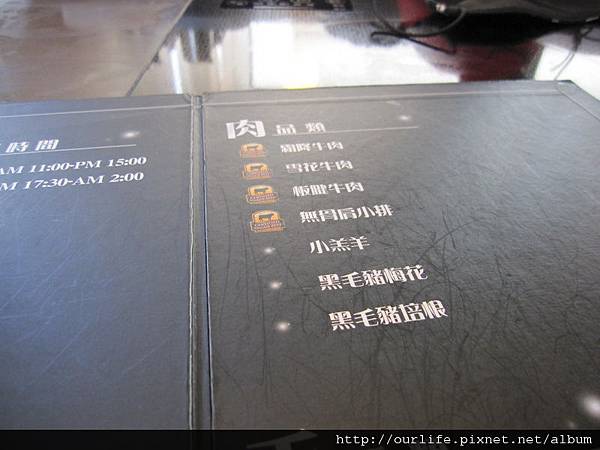 時間
AM 11:00-PM 15:00
PM 17:30-AM 2:00
肉品類
霜降牛肉
雪花牛肉
板腱牛肉
無骨肩小排
小羔羊
黑毛豬梅花
黑毛豬培根
http://ourlife.pixnet.net/album